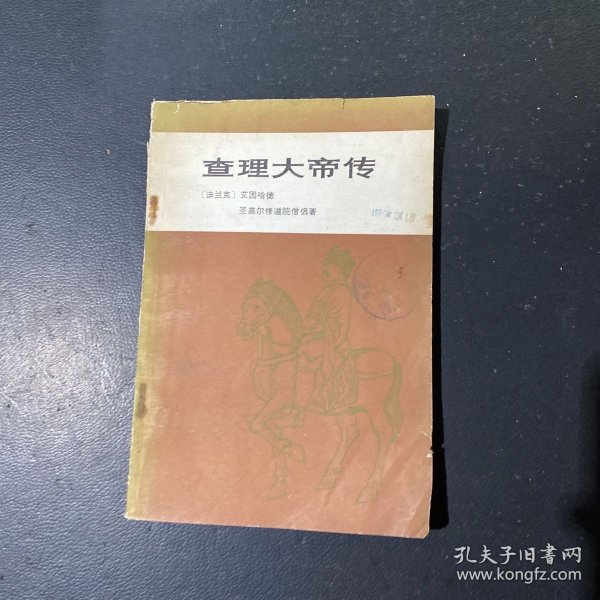 查理大帝传
〔法兰克〕艾因哈德
圣高尔修道院僧侣著
孔夫子旧书网
www.kongfz.com